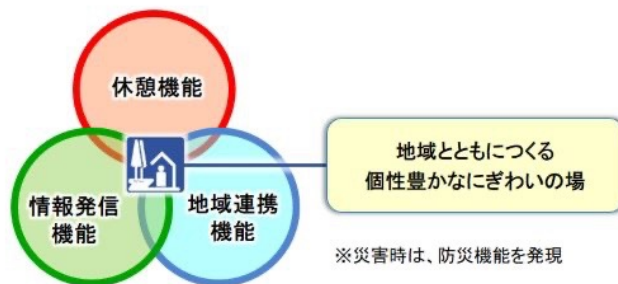 休憩機能
情報発信
機能
地域連携
機能
地域とともにつくる
個性豊かなにぎわいの場
※災害時は、防災機能を発現